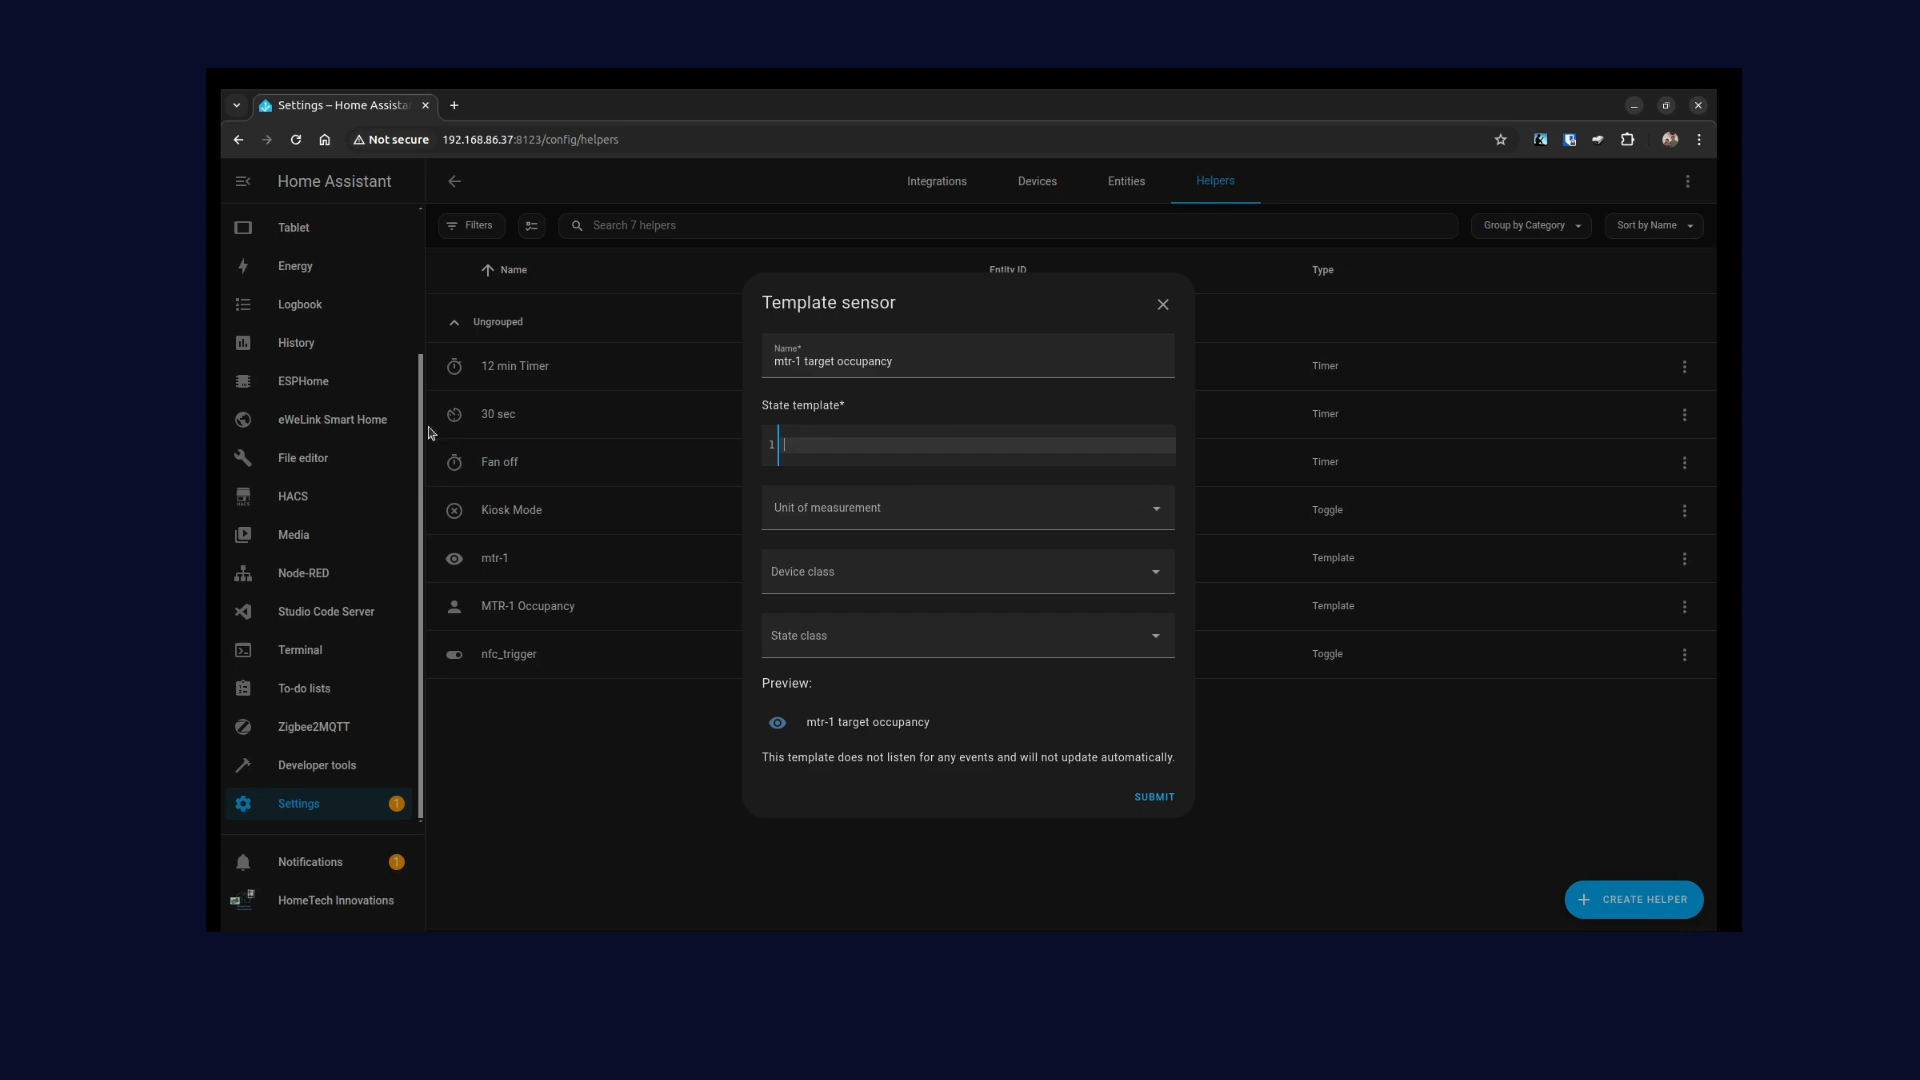 Settings – Home Assista
Not secure 192.168.86.37:8123/config/helpers
Home Assistant
Integrations Devices Entities Helpers
Tablet
Energy
Logbook
History
ESPHome
eWeLink Smart Home
File editor
HACS
Media
Node-RED
Studio Code Server
Terminal
To-do lists
Zigbee2MQTT
Developer tools
Settings 1
Notifications 1
HomeTech Innovations
Filters Search 7 helpers Group by Category Sort by Name
Name Entity ID Type
Ungrouped
12 min Timer Timer
30 sec Timer
Fan off Timer
Kiosk Mode Toggle
mtr-1 Template
MTR-1 Occupancy Template
nfc_trigger Toggle
Template sensor
Name*
mtr-1 target occupancy
State template*
1
Unit of measurement
Device class
State class
Preview:
mtr-1 target occupancy
This template does not listen for any events and will not update automatically.
SUBMIT
CREATE HELPER